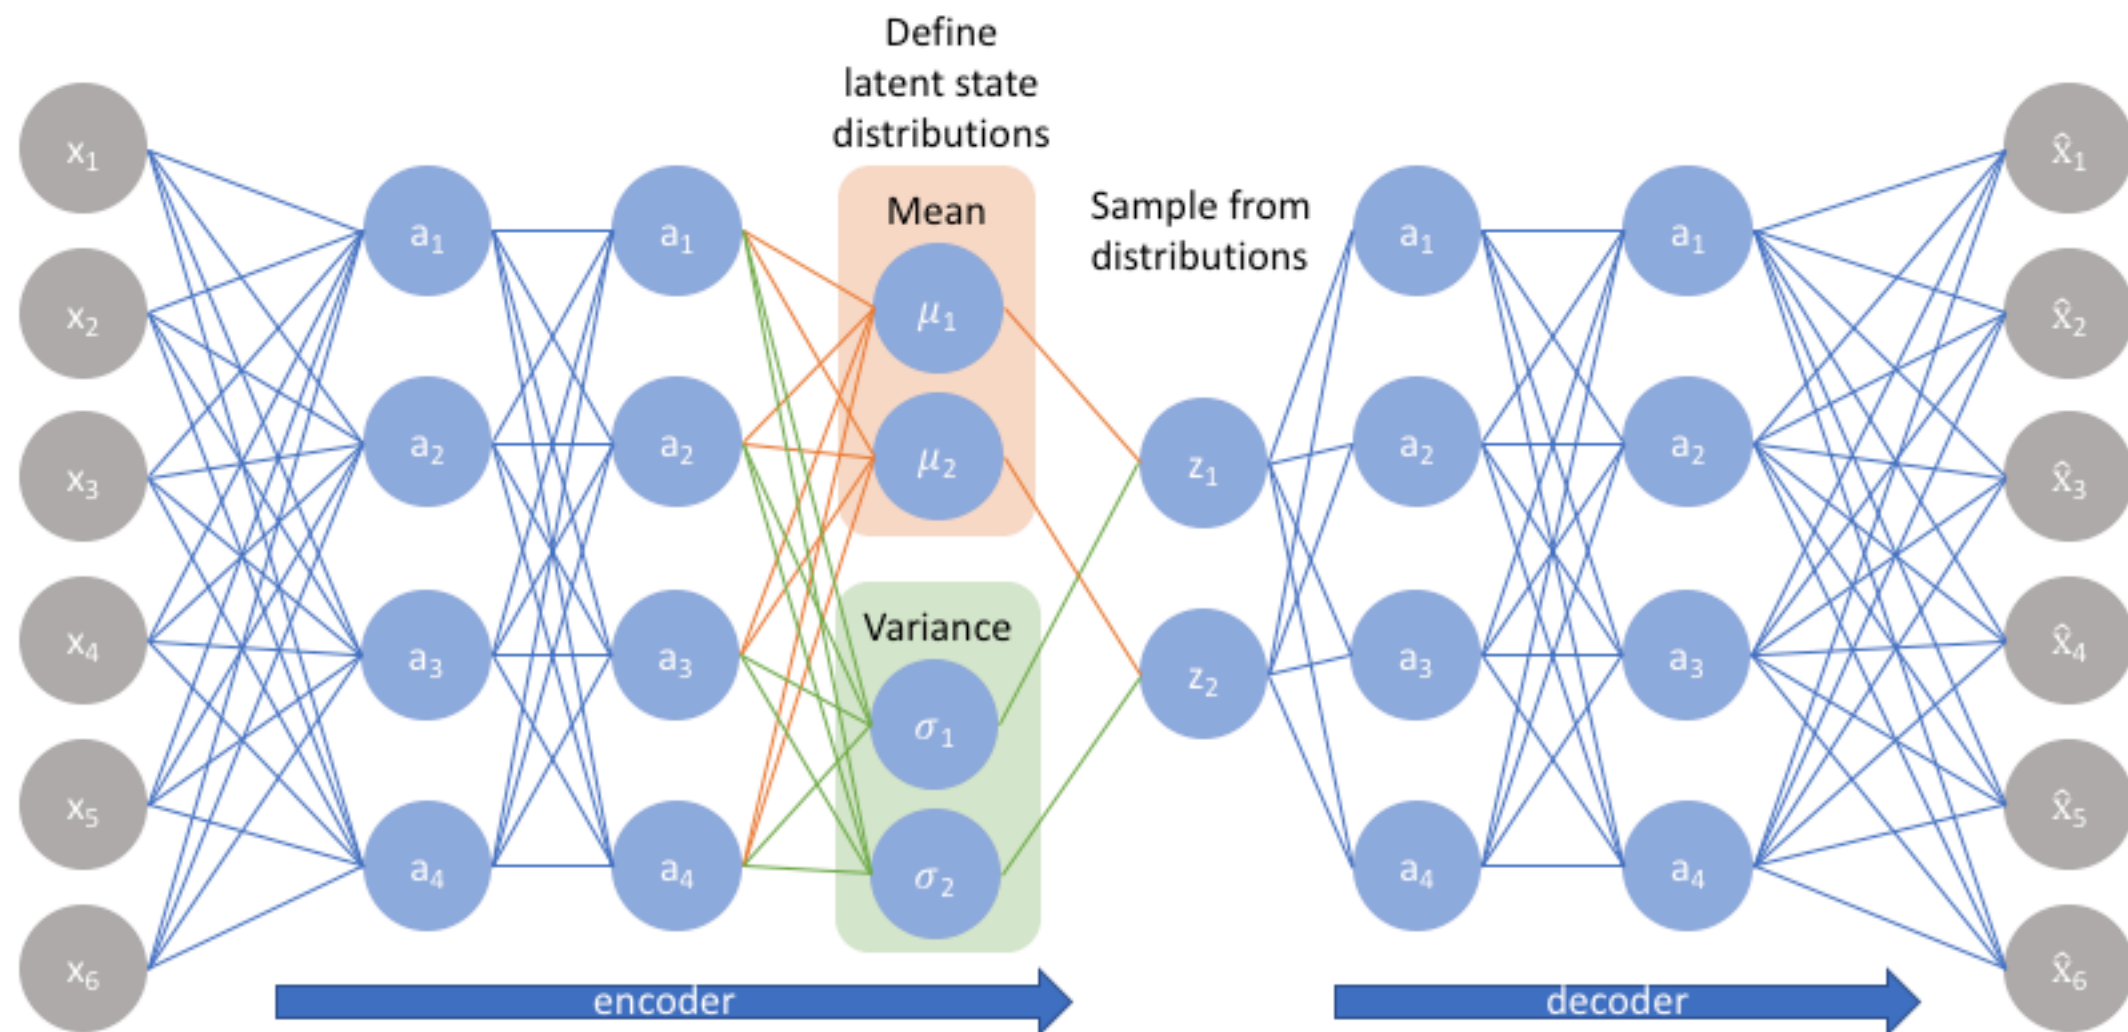 Define
latent state
distributions
Mean
Sample from
distributions
Variance
x₁
x₂
x₃
x₄
x₅
x₆
a₁
a₂
a₃
a₄
a₁
a₂
a₃
a₄
μ₁
μ₂
σ₁
σ₂
z₁
z₂
a₁
a₂
a₃
a₄
a₁
a₂
a₃
a₄
x̂₁
x̂₂
x̂₃
x̂₄
x̂₅
x̂₆
encoder
decoder